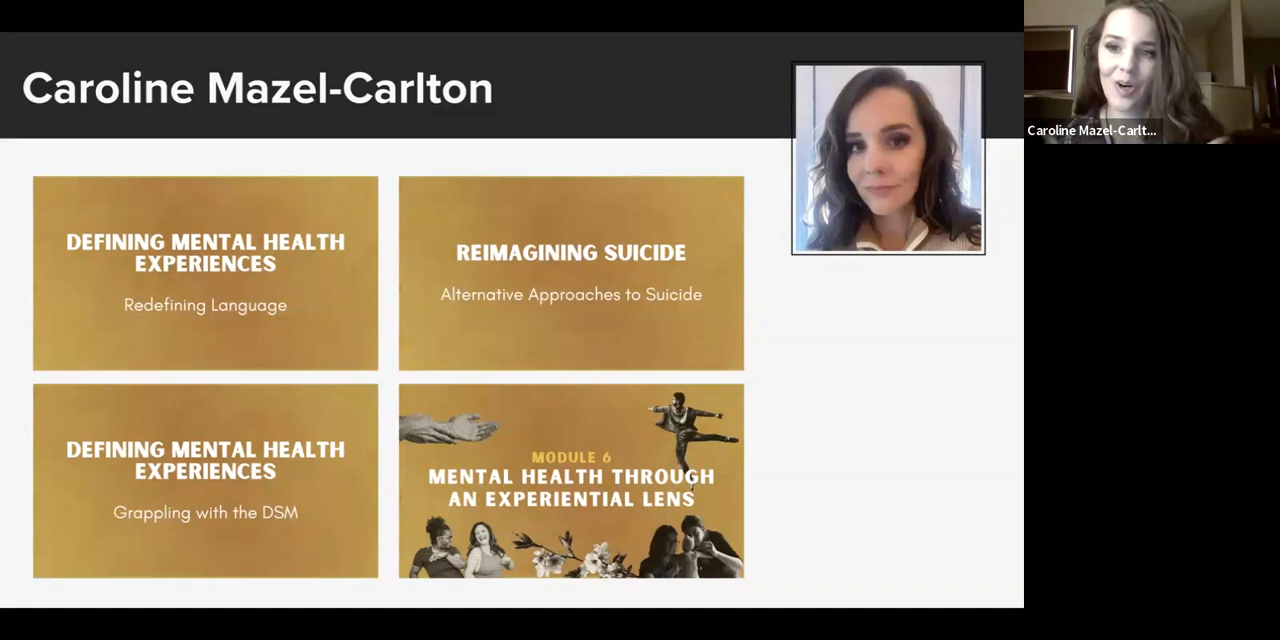 Caroline Mazel-Carlton
Caroline Mazel-Carlt...
DEFINING MENTAL HEALTH
EXPERIENCES
Redefining Language
REIMAGINING SUICIDE
Alternative Approaches to Suicide
DEFINING MENTAL HEALTH
EXPERIENCES
Grappling with the DSM
MODULE 6
MENTAL HEALTH THROUGH
AN EXPERIENTIAL LENS